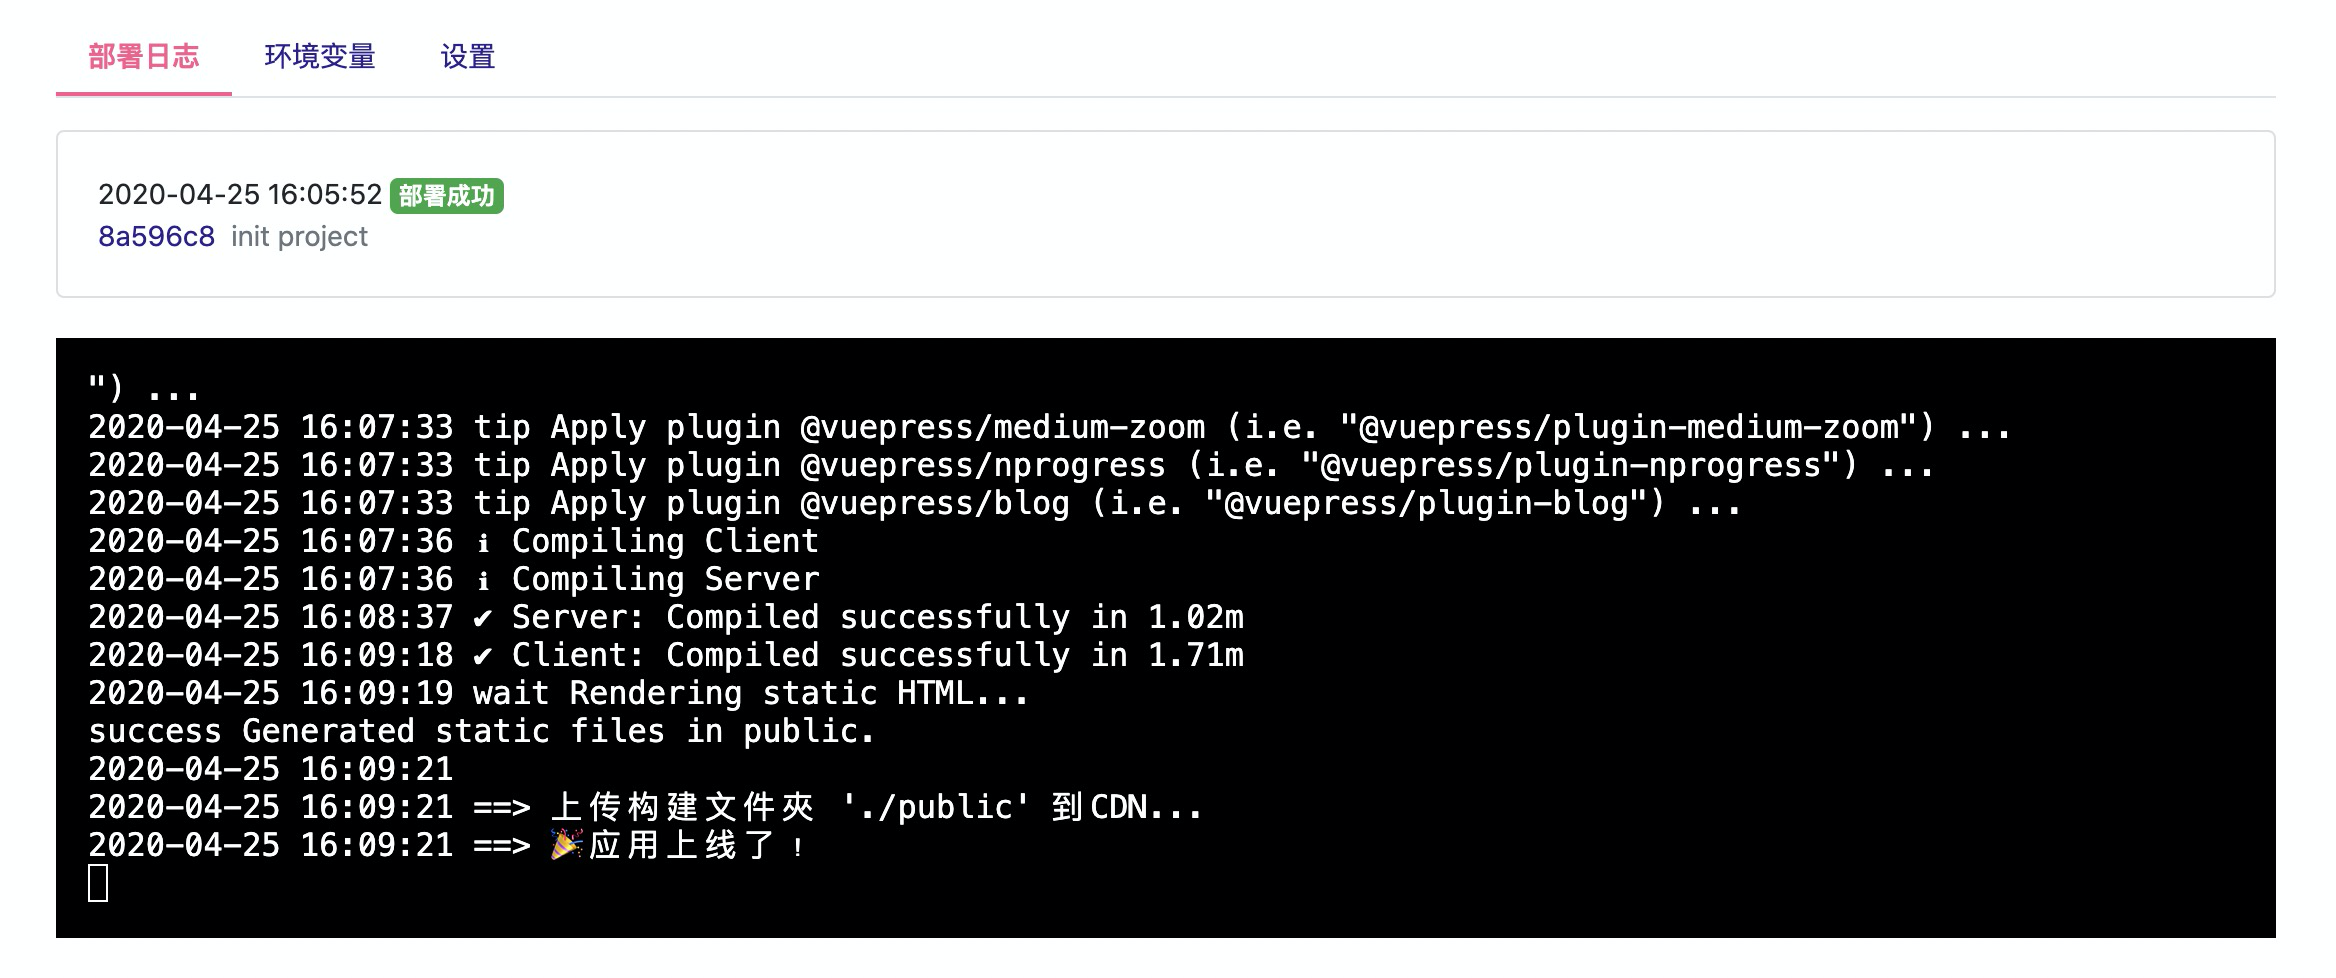 部署日志 环境变量 设置
2020-04-25 16:05:52 部署成功
8a596c8 init project
") ...
2020-04-25 16:07:33 tip Apply plugin @vuepress/medium-zoom (i.e. "@vuepress/plugin-medium-zoom") ...
2020-04-25 16:07:33 tip Apply plugin @vuepress/nprogress (i.e. "@vuepress/plugin-nprogress") ...
2020-04-25 16:07:33 tip Apply plugin @vuepress/blog (i.e. "@vuepress/plugin-blog") ...
2020-04-25 16:07:36 ℹ Compiling Client
2020-04-25 16:07:36 ℹ Compiling Server
2020-04-25 16:08:37 ✔ Server: Compiled successfully in 1.02m
2020-04-25 16:09:18 ✔ Client: Compiled successfully in 1.71m
2020-04-25 16:09:19 wait Rendering static HTML...
success Generated static files in public.
2020-04-25 16:09:21
2020-04-25 16:09:21 ==> 上传构建文件夾 './public' 到CDN...
2020-04-25 16:09:21 ==> 🎉应用上线了！